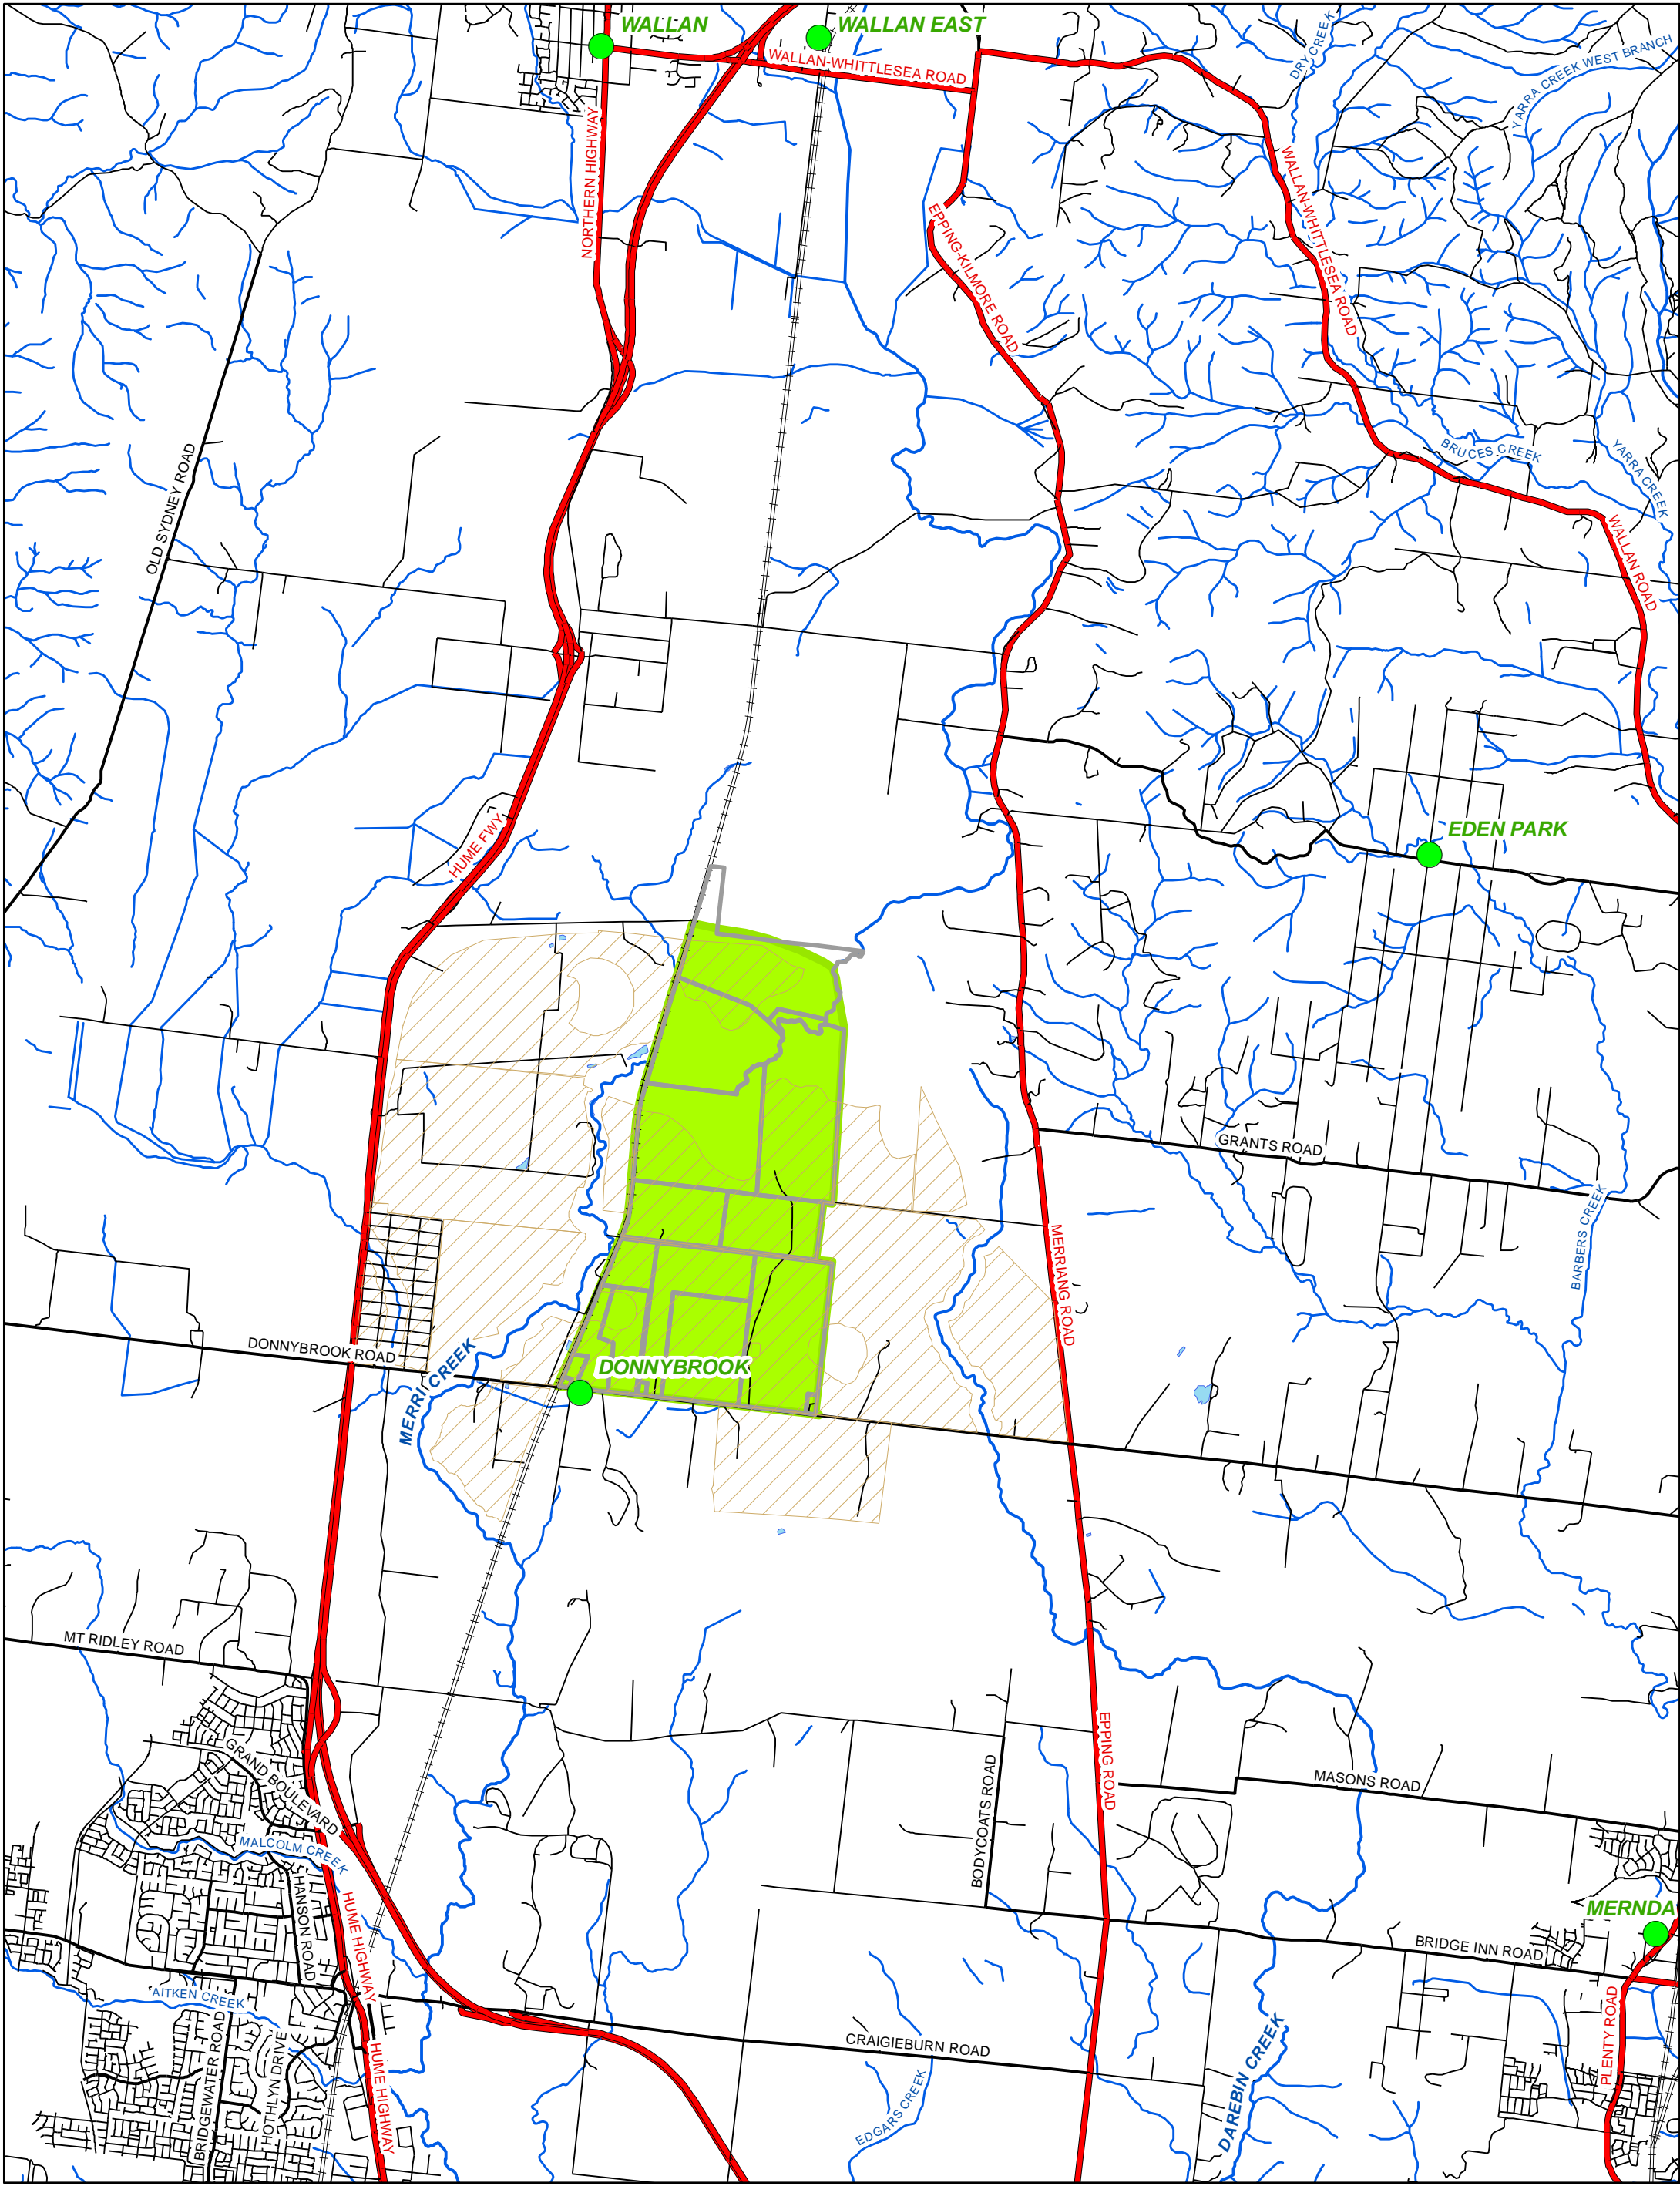 WALLAN
WALLAN EAST
WALLAN-WHITTLESEA ROAD
DRY CREEK
YARRA CREEK WEST BRANCH
NORTHERN HIGHWAY
EPPING-KILMORE ROAD
WALLAN-WHITTLESEA ROAD
OLD SYDNEY ROAD
BRUCES CREEK
YARRA CREEK
WALLAN ROAD
HUME FWY
EDEN PARK
GRANTS ROAD
BARBERS CREEK
MERRIANG ROAD
DONNYBROOK ROAD
MERRI CREEK
DONNYBROOK
MT RIDLEY ROAD
GRAND BOULEVARD
MALCOLM CREEK
EPPING ROAD
BODYCOATS ROAD
MASONS ROAD
HANSON ROAD
HUME HIGHWAY
MERNDA
BRIDGE INN ROAD
AITKEN CREEK
BRIDGEWATER ROAD
HOTHLYN DRIVE
HUME HIGHWAY
CRAIGIEBURN ROAD
EDGARS CREEK
DAREBIN CREEK
PLENTY ROAD